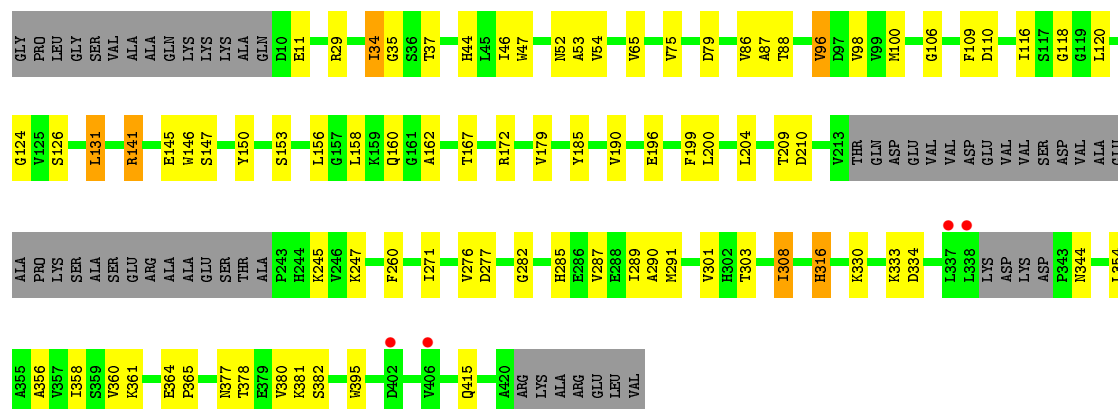 GLY PRO LEU GLY GLY SER VAL ALA ALA GLN LYS LYS LYS ALA GLN D10 E11 R29 I34 G35 S36 T37 H44 L45 I46 W47 N52 A53 V54 V65 V75 D79 V86 A87 T88 V96 D97 V98 V99 M100 G106 F109 D110 I116 S117 G118 G119 L120
G124 V125 S126 L131 R141 E145 W146 S147 Y150 S153 L156 G157 L158 K159 Q160 G161 A162 T167 R172 V179 Y185 V190 E196 F199 L200 L204 T209 D210 V213 THR GLN ASP GLU VAL VAL ASP GLU VAL VAL SER ASP VAL ALA
ALA PRO LYS SER ALA SER GLU ARG ALA ALA GLU SER THR ALA P243 H244 K245 V246 K247 F260 I271 V276 D277 G282 H285 E286 V287 E288 I289 A290 M291 V301 H302 T303 I308 H316 K330 K333 D334 L337 L338 LYS ASP LYS ASP P343 N344
A355 A356 V357 I358 S359 V360 K361 E364 P365 N377 T378 E379 V380 K381 S382 W395 D402 V406 Q415 A420 ARG LYS ALA ARG GLU LEU VAL